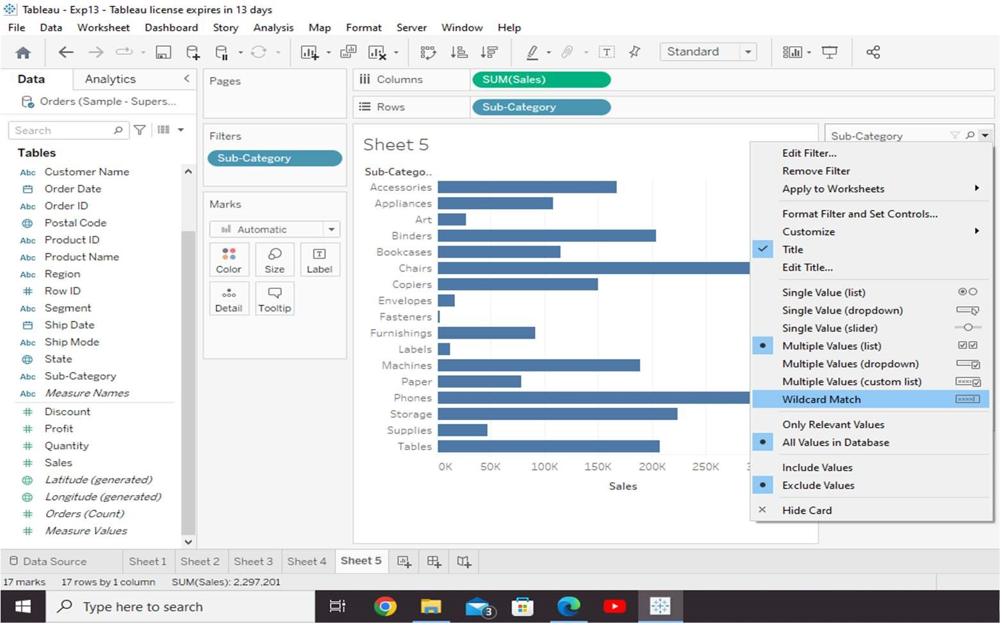 Tableau - Exp13 - Tableau license expires in 13 days
File Data Worksheet Dashboard Story Analysis Map Format Server Window Help
Standard
Data Analytics
Orders (Sample - Supers...
Search
Tables
Abc Customer Name
Order Date
Abc Order ID
Postal Code
Abc Product ID
Abc Product Name
Abc Region
# Row ID
Abc Segment
Ship Date
Abc Ship Mode
State
Abc Sub-Category
Abc Measure Names
# Discount
# Profit
# Quantity
# Sales
Latitude (generated)
Longitude (generated)
# Orders (Count)
# Measure Values
Pages
Filters
Sub-Category
Marks
Automatic
Color Size Label
Detail Tooltip
Columns SUM(Sales)
Rows Sub-Category
Sheet 5
Sub-Catego..
Accessories
Appliances
Art
Binders
Bookcases
Chairs
Copiers
Envelopes
Fasteners
Furnishings
Labels
Machines
Paper
Phones
Storage
Supplies
Tables
0K 50K 100K 150K 200K 250K
Sales
Sub-Category
Edit Filter...
Remove Filter
Apply to Worksheets
Format Filter and Set Controls...
Customize
Title
Edit Title...
Single Value (list)
Single Value (dropdown)
Single Value (slider)
Multiple Values (list)
Multiple Values (dropdown)
Multiple Values (custom list)
Wildcard Match
Only Relevant Values
All Values in Database
Include Values
Exclude Values
Hide Card
Data Source Sheet 1 Sheet 2 Sheet 3 Sheet 4 Sheet 5
17 marks 17 rows by 1 column SUM(Sales): 2,297,201
Type here to search 3